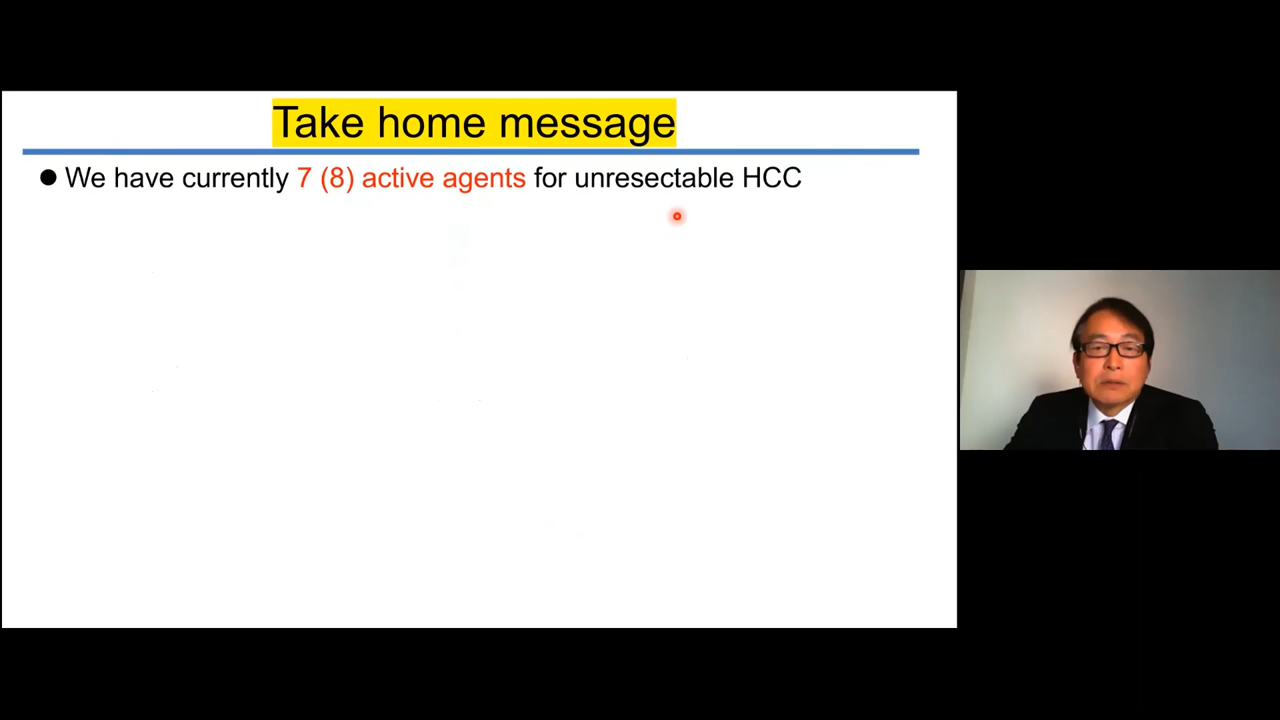 Take home message
● We have currently 7 (8) active agents for unresectable HCC